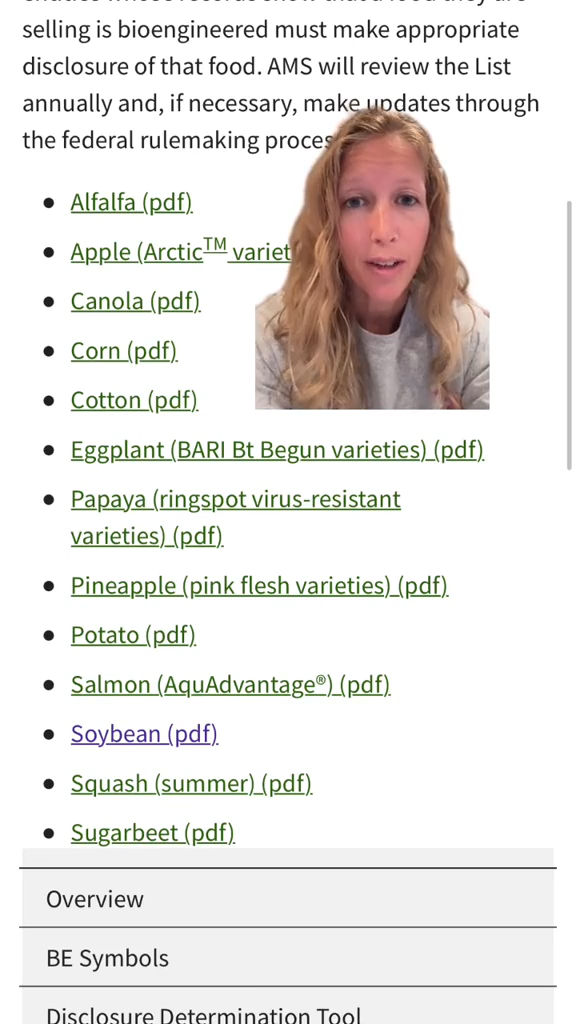 selling is bioengineered must make appropriate
disclosure of that food. AMS will review the List
annually and, if necessary, make updates through
the federal rulemaking
Alfalfa (pdf)
Apple (Arctic™
Canola (pdf)
Corn (pdf)
Cotton (pdf)
Eggplant (BARI Bt Begun varieties) (pdf)
Papaya (ringspot virus-resistant
varieties) (pdf)
Pineapple (pink flesh varieties) (pdf)
Potato (pdf)
Salmon (AquAdvantage®) (pdf)
Soybean (pdf)
Squash (summer) (pdf)
Sugarbeet (pdf)
Overview
BE Symbols
Disclosure Determination Tool